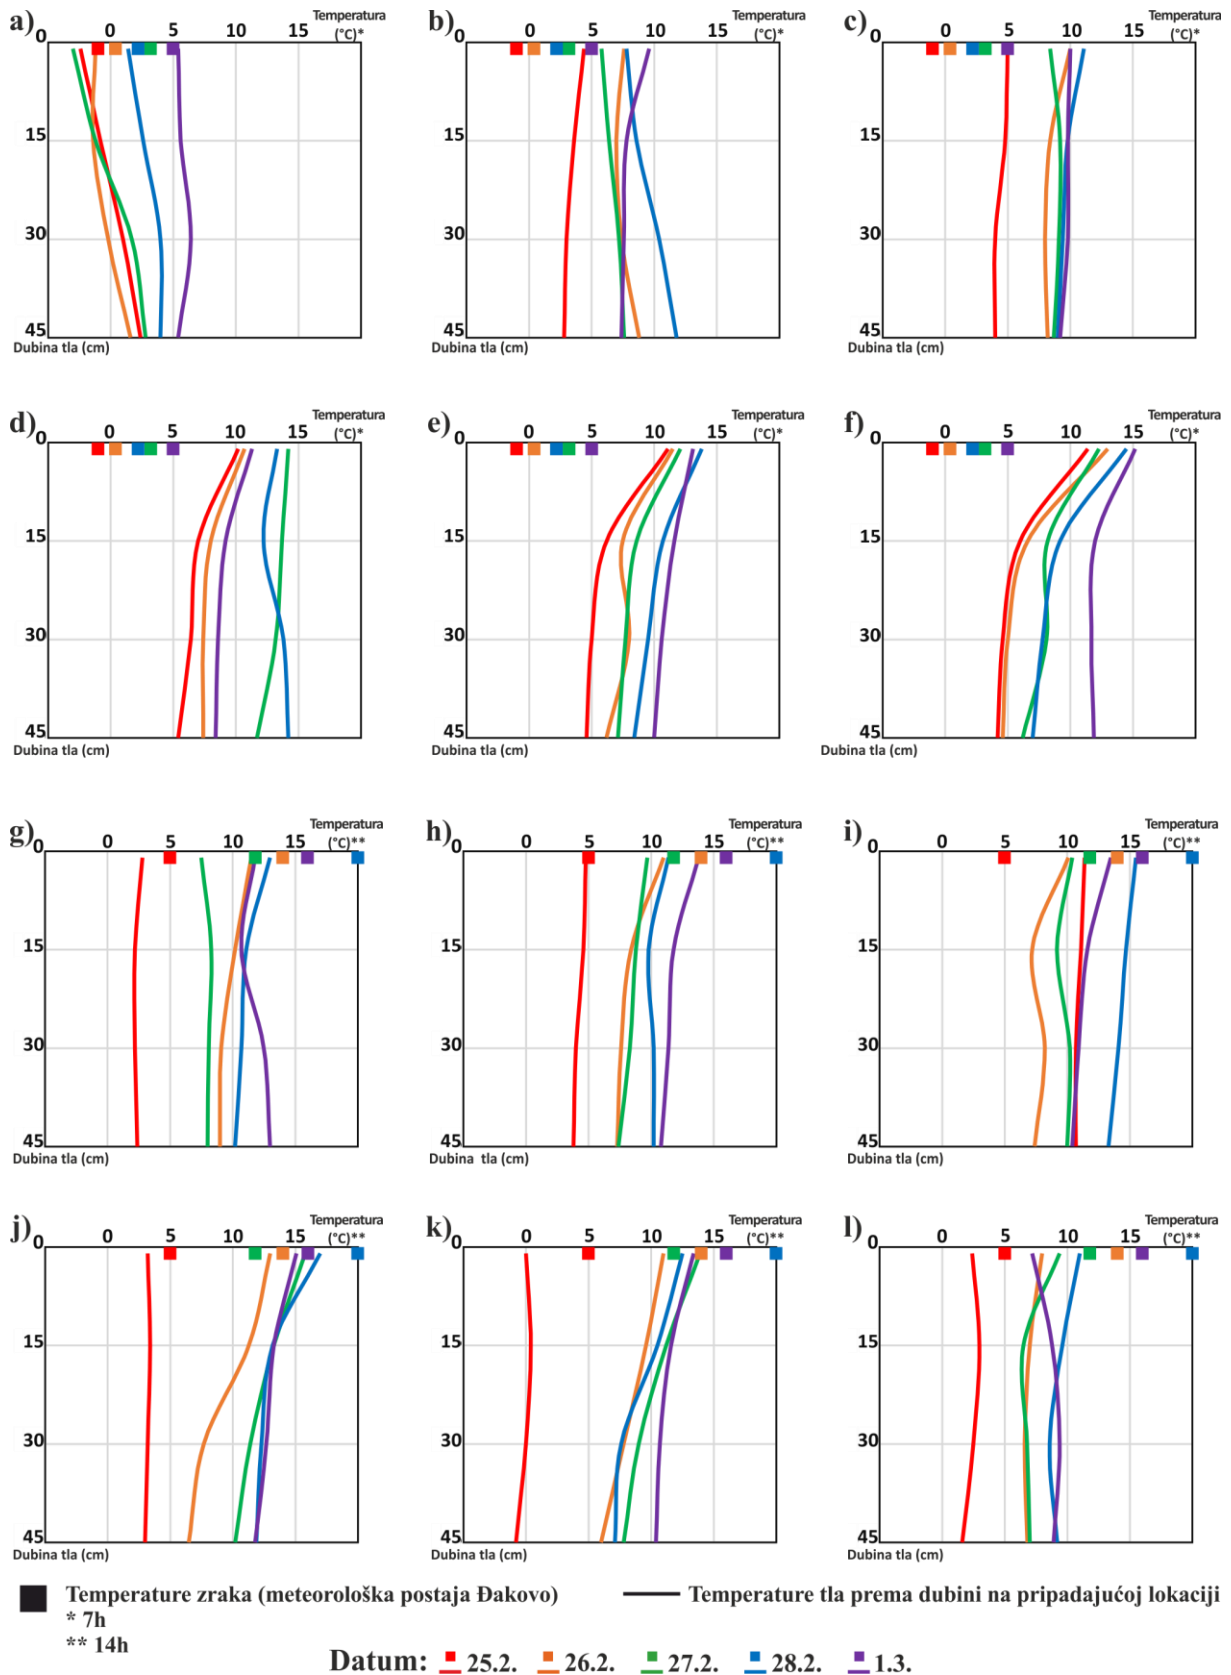 a) 0 5 10 15 Temperatura (°C)*
0
15
30
45
Dubina tla (cm)
b) 0 5 10 15 Temperatura (°C)*
0
15
30
45
Dubina tla (cm)
c) 0 5 10 15 Temperatura (°C)*
0
15
30
45
Dubina tla (cm)
d) 0 5 10 15 Temperatura (°C)*
0
15
30
45
Dubina tla (cm)
e) 0 5 10 15 Temperatura (°C)*
0
15
30
45
Dubina tla (cm)
f) 0 5 10 15 Temperatura (°C)*
0
15
30
45
Dubina tla (cm)
g) 0 5 10 15 Temperatura (°C)**
0
15
30
45
Dubina tla (cm)
h) 0 5 10 15 Temperatura (°C)**
0
15
30
45
Dubina tla (cm)
i) 0 5 10 15 Temperatura (°C)**
0
15
30
45
Dubina tla (cm)
j) 0 5 10 15 Temperatura (°C)**
0
15
30
45
Dubina tla (cm)
k) 0 5 10 15 Temperatura (°C)**
0
15
30
45
Dubina tla (cm)
l) 0 5 10 15 Temperatura (°C)**
0
15
30
45
Dubina tla (cm)
Temperature zraka (meteorološka postaja Đakovo)
* 7h
** 14h
Temperature tla prema dubini na pripadajućoj lokaciji
Datum: 25.2. 26.2. 27.2. 28.2. 1.3.